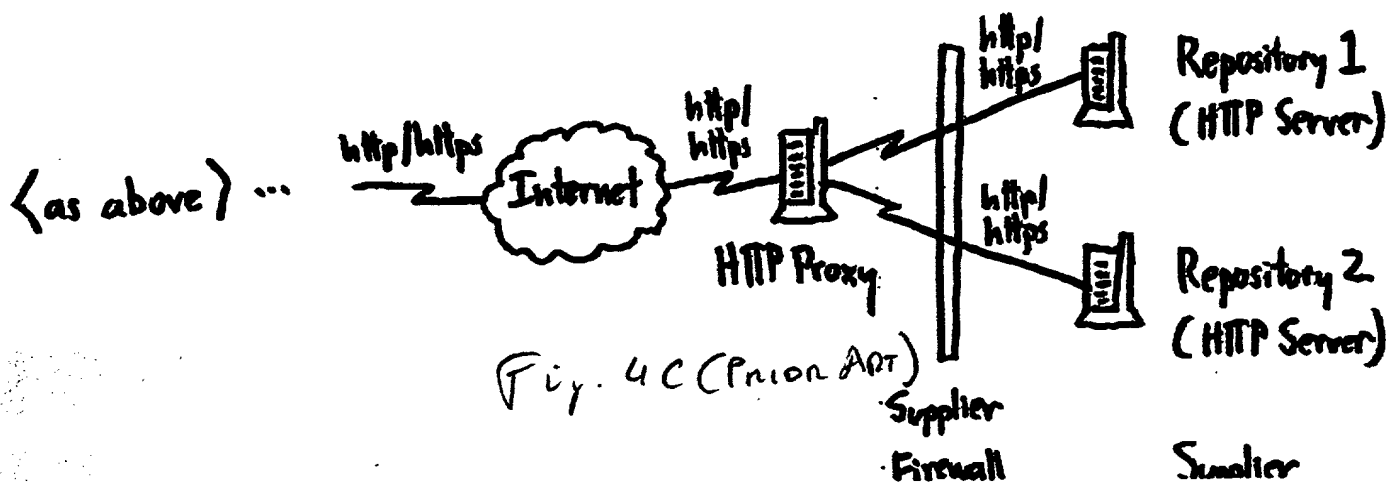 <as above> ...
http/https
Internet
http/
https
HTTP Proxy
http/
https
http/
https
Repository 1
(HTTP Server)
Repository 2
(HTTP Server)
Fig. 4C (Prior Art)
Supplier
Firewall
Supplier